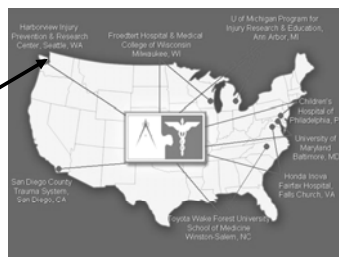 Harborview Injury
Prevention & Research
Center, Seattle, WA
Froedtert Hospital & Medical
College of Wisconsin
Milwaukee, WI
U of Michigan Program for
Injury Research & Education,
Ann Arbor, MI
Children's
Hospital of
Philadelphia, P
University of
Maryland
Baltimore, MD
Honda Inova
Fairfax Hospital,
Falls Church, VA
San Diego County
Trauma System,
San Diego, CA
Toyota Wake Forest University
School of Medicine
Winston-Salem, NC